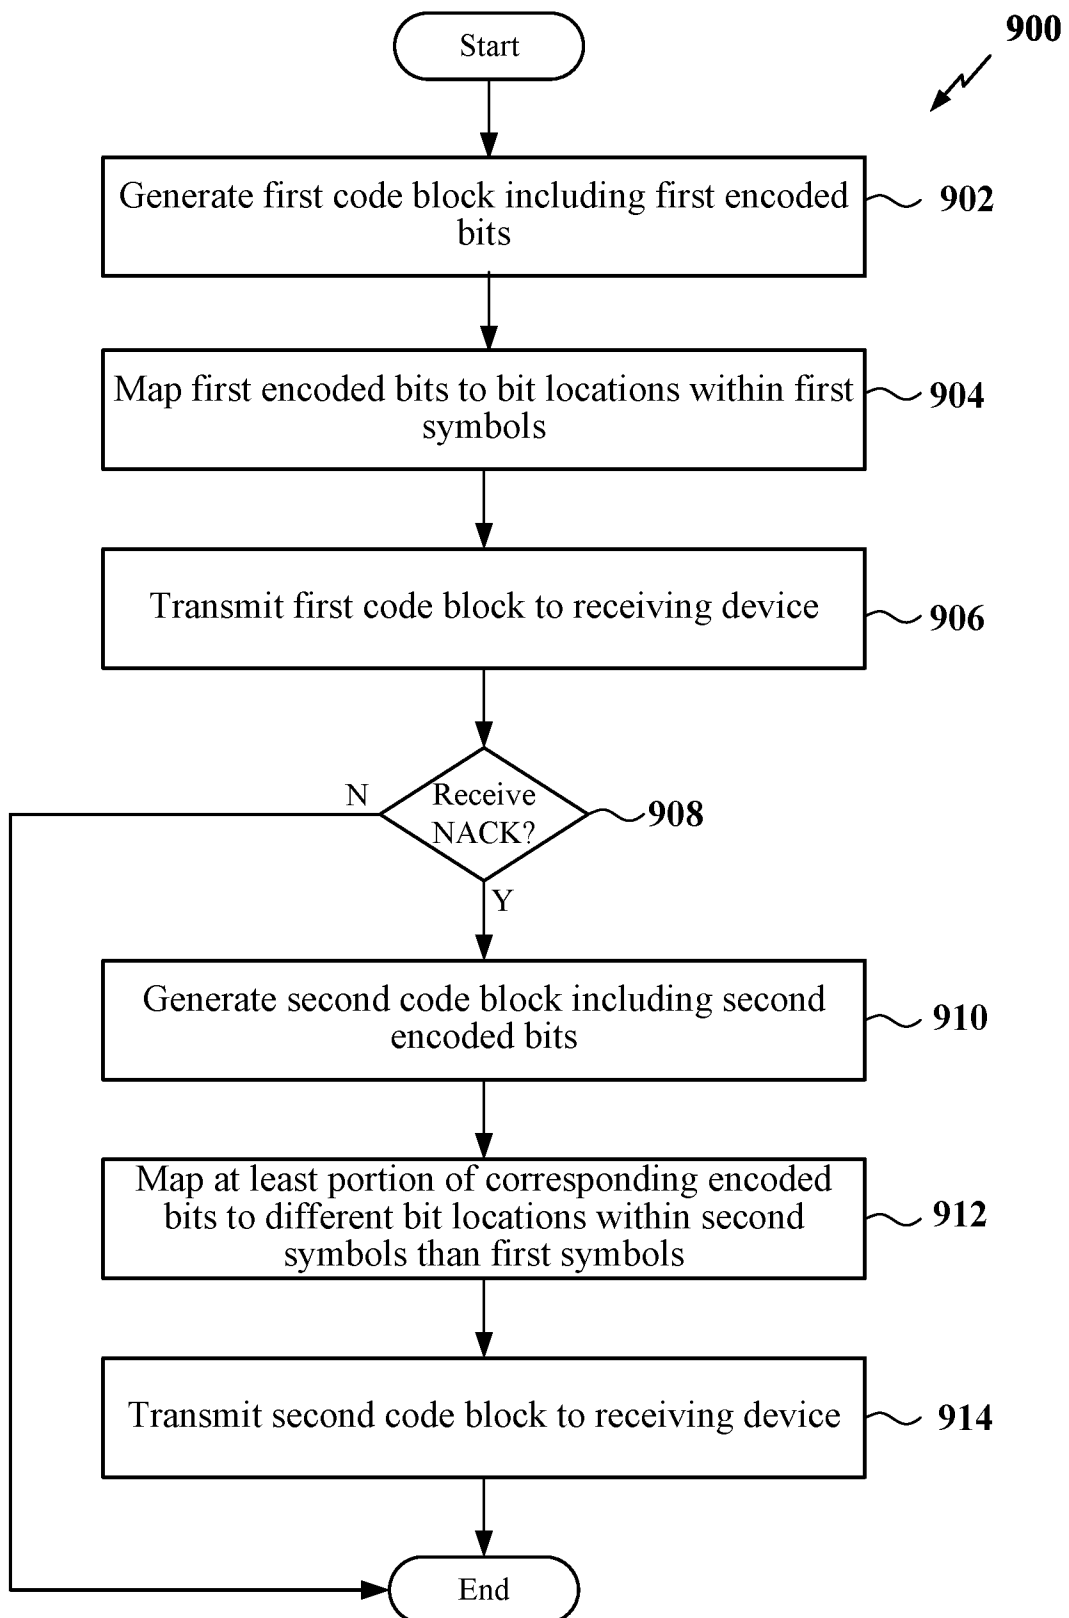 Start
900
Generate first code block including first encoded
bits
902
Map first encoded bits to bit locations within first
symbols
904
Transmit first code block to receiving device
906
N
Receive
NACK?
908
Y
Generate second code block including second
encoded bits
910
Map at least portion of corresponding encoded
bits to different bit locations within second
symbols than first symbols
912
Transmit second code block to receiving device
914
End